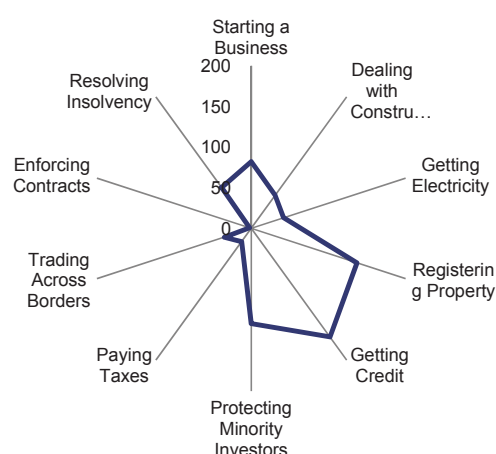 Starting a
Business
Dealing
with
Constru…
Getting
Electricity
Registerin
g Property
Getting
Credit
Protecting
Minority
Investors
Paying
Taxes
Trading
Across
Borders
Enforcing
Contracts
Resolving
Insolvency
200
150
100
50
0